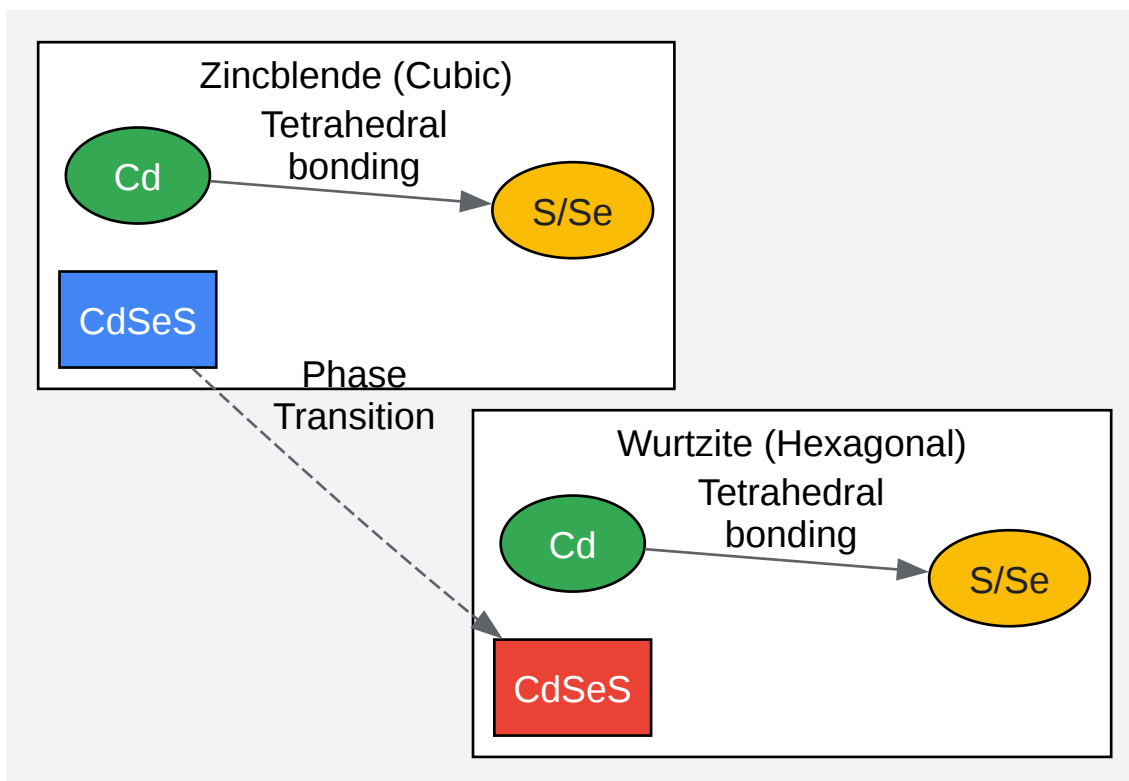 Zincblende (Cubic)
Tetrahedral
bonding
Cd
S/Se
CdSeS
Phase
Transition
Wurtzite (Hexagonal)
Tetrahedral
bonding
Cd
S/Se
CdSeS